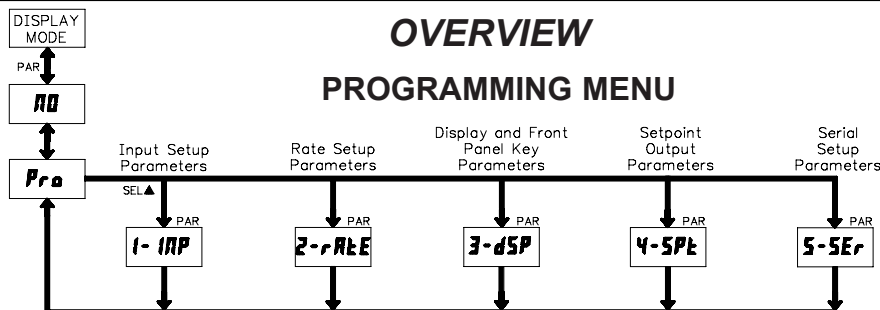 OVERVIEW
PROGRAMMING MENU
DISPLAY
MODE
PAR
NO
Pro
SEL▲
Input Setup
Parameters
Rate Setup
Parameters
Display and Front
Panel Key
Parameters
Setpoint
Output
Parameters
Serial
Setup
Parameters
PAR
PAR
PAR
PAR
PAR
1-INP
2-rAtE
3-dSP
4-SPt
5-SEr